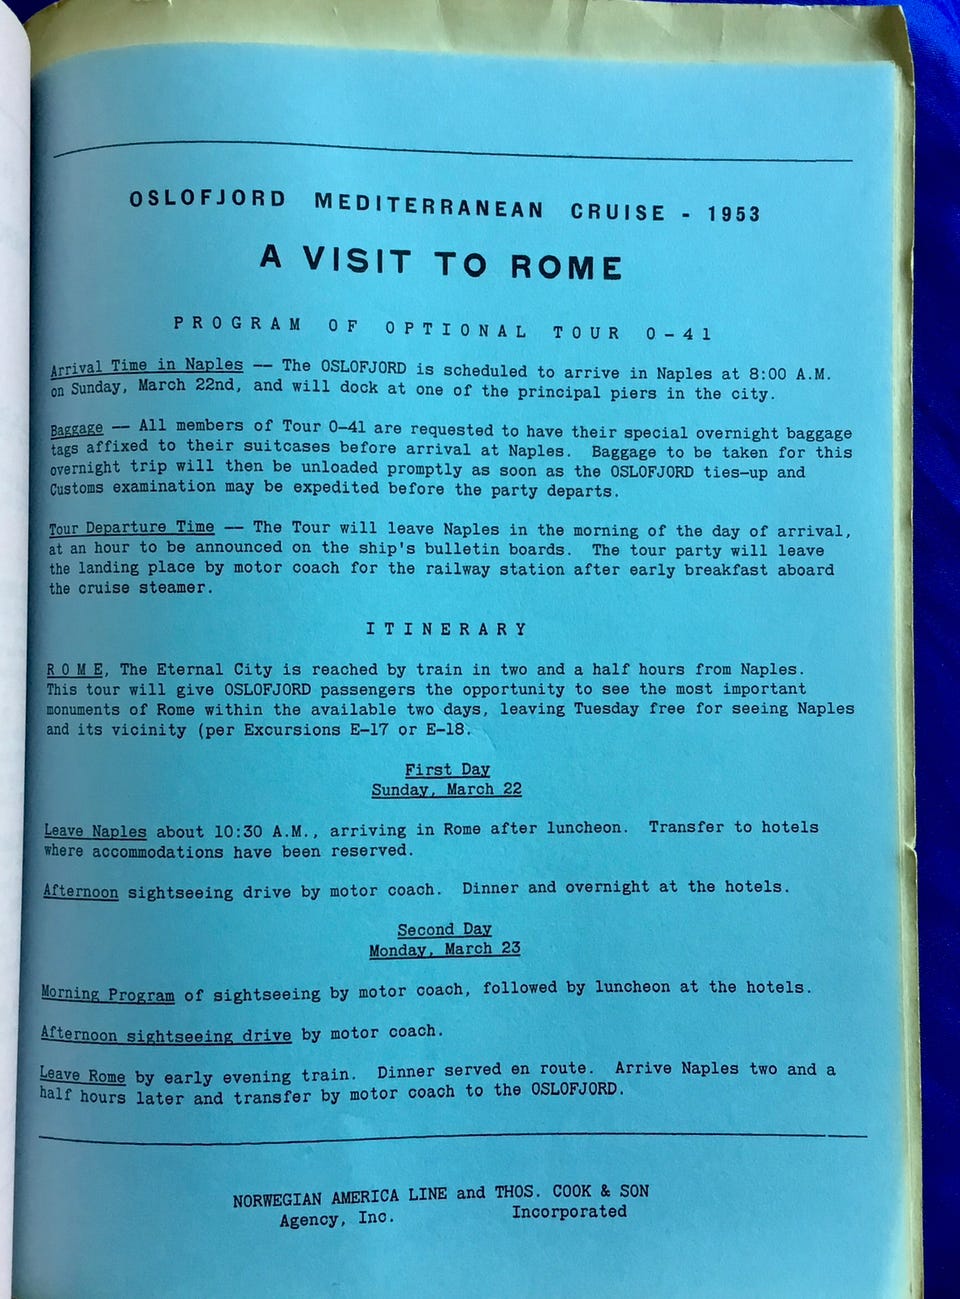 OSLOFJORD MEDITERRANEAN CRUISE - 1953
A VISIT TO ROME
PROGRAM OF OPTIONAL TOUR O-41
Arrival Time in Naples -- The OSLOFJORD is scheduled to arrive in Naples at 8:00 A.M.
on Sunday, March 22nd, and will dock at one of the principal piers in the city.
Baggage -- All members of Tour O-41 are requested to have their special overnight baggage
tags affixed to their suitcases before arrival at Naples. Baggage to be taken for this
overnight trip will then be unloaded promptly as soon as the OSLOFJORD ties-up and
Customs examination may be expedited before the party departs.
Tour Departure Time -- The Tour will leave Naples in the morning of the day of arrival,
at an hour to be announced on the ship's bulletin boards. The tour party will leave
the landing place by motor coach for the railway station after early breakfast aboard
the cruise steamer.
ITINERARY
ROME, The Eternal City is reached by train in two and a half hours from Naples.
This tour will give OSLOFJORD passengers the opportunity to see the most important
monuments of Rome within the available two days, leaving Tuesday free for seeing Naples
and its vicinity (per Excursions E-17 or E-18.
First Day
Sunday, March 22
Leave Naples about 10:30 A.M., arriving in Rome after luncheon. Transfer to hotels
where accommodations have been reserved.
Afternoon sightseeing drive by motor coach. Dinner and overnight at the hotels.
Second Day
Monday, March 23
Morning Program of sightseeing by motor coach, followed by luncheon at the hotels.
Afternoon sightseeing drive by motor coach.
Leave Rome by early evening train. Dinner served en route. Arrive Naples two and a
half hours later and transfer by motor coach to the OSLOFJORD.
NORWEGIAN AMERICA LINE and THOS. COOK & SON
Agency, Inc. Incorporated